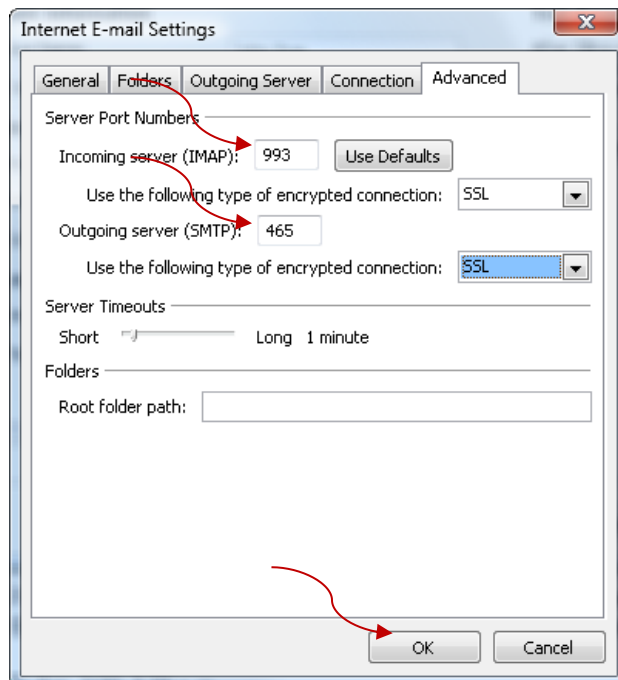 Internet E-mail Settings
General Folders Outgoing Server Connection Advanced
Server Port Numbers
Incoming server (IMAP): 993 Use Defaults
Use the following type of encrypted connection: SSL
Outgoing server (SMTP): 465
Use the following type of encrypted connection: SSL
Server Timeouts
Short Long 1 minute
Folders
Root folder path:
OK Cancel